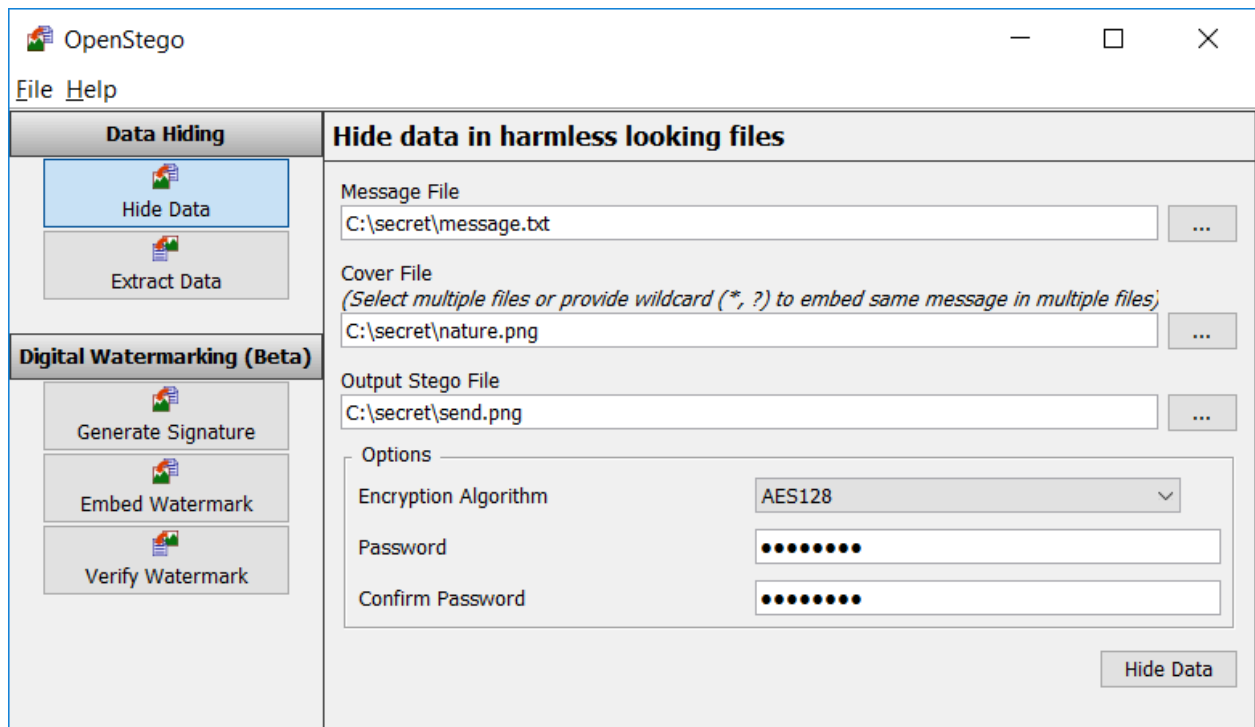 OpenStego
File Help
Data Hiding
Hide Data
Extract Data
Digital Watermarking (Beta)
Generate Signature
Embed Watermark
Verify Watermark
Hide data in harmless looking files
Message File
C:\secret\message.txt
...
Cover File
(Select multiple files or provide wildcard (*, ?) to embed same message in multiple files)
C:\secret\nature.png
...
Output Stego File
C:\secret\send.png
...
Options
Encryption Algorithm AES128
Password ●●●●●●●●
Confirm Password ●●●●●●●●
Hide Data